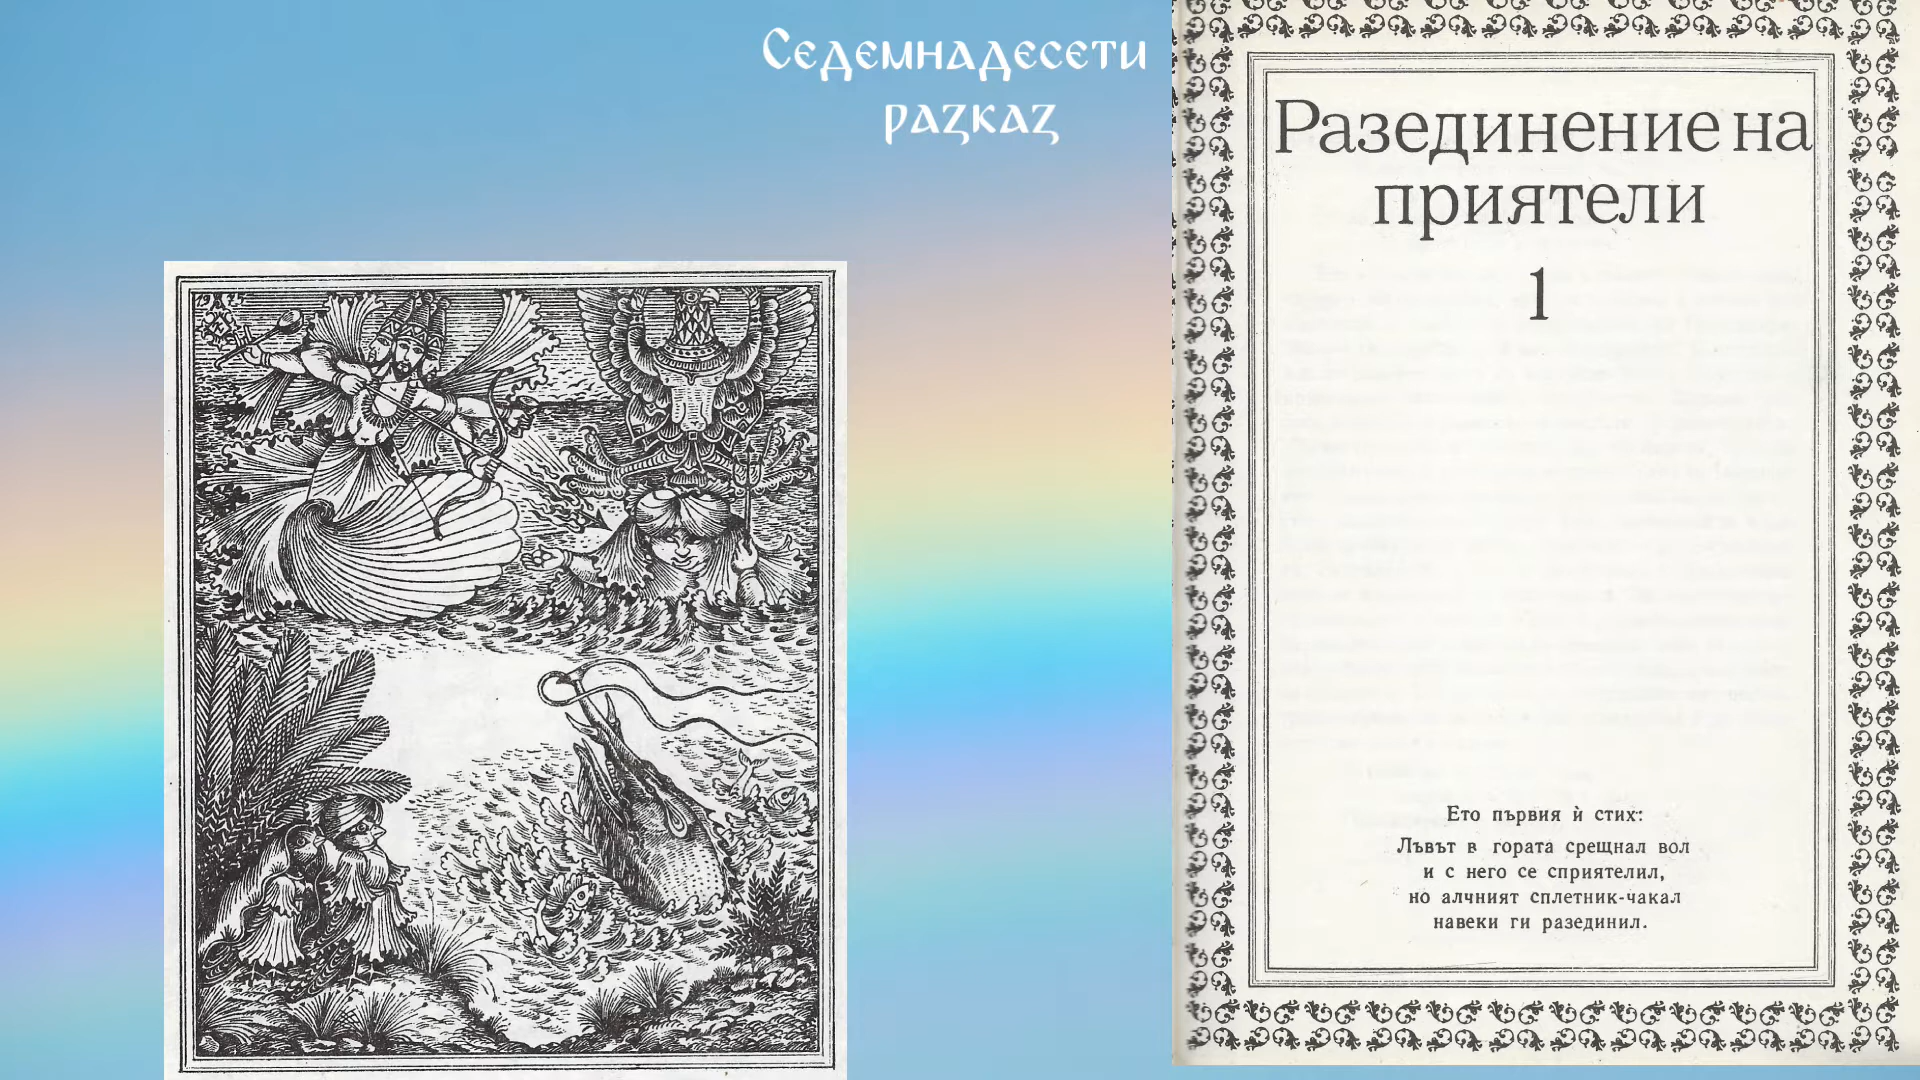 Седемнадесети
разказ
Разединение на
приятели
1
Ето първия ѝ стих:
Лъвът в гората срещнал вол
и с него се сприятелил,
но алчният сплетник-чакал
навеки ги разединил.